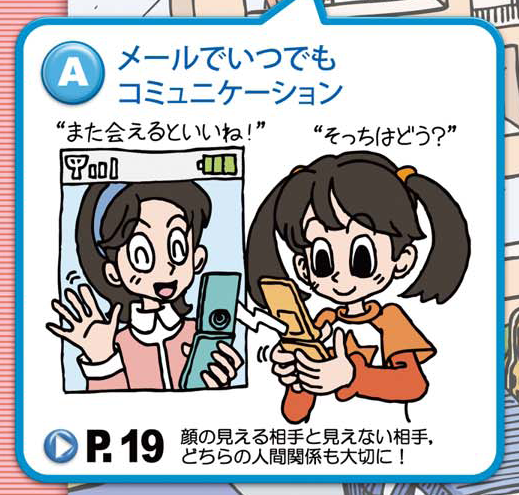 A
メールでいつでも
コミュニケーション
“また会えるといいね！” “そっちはどう？”
P. 19
顔の見える相手と見えない相手，
どちらの人間関係も大切に！